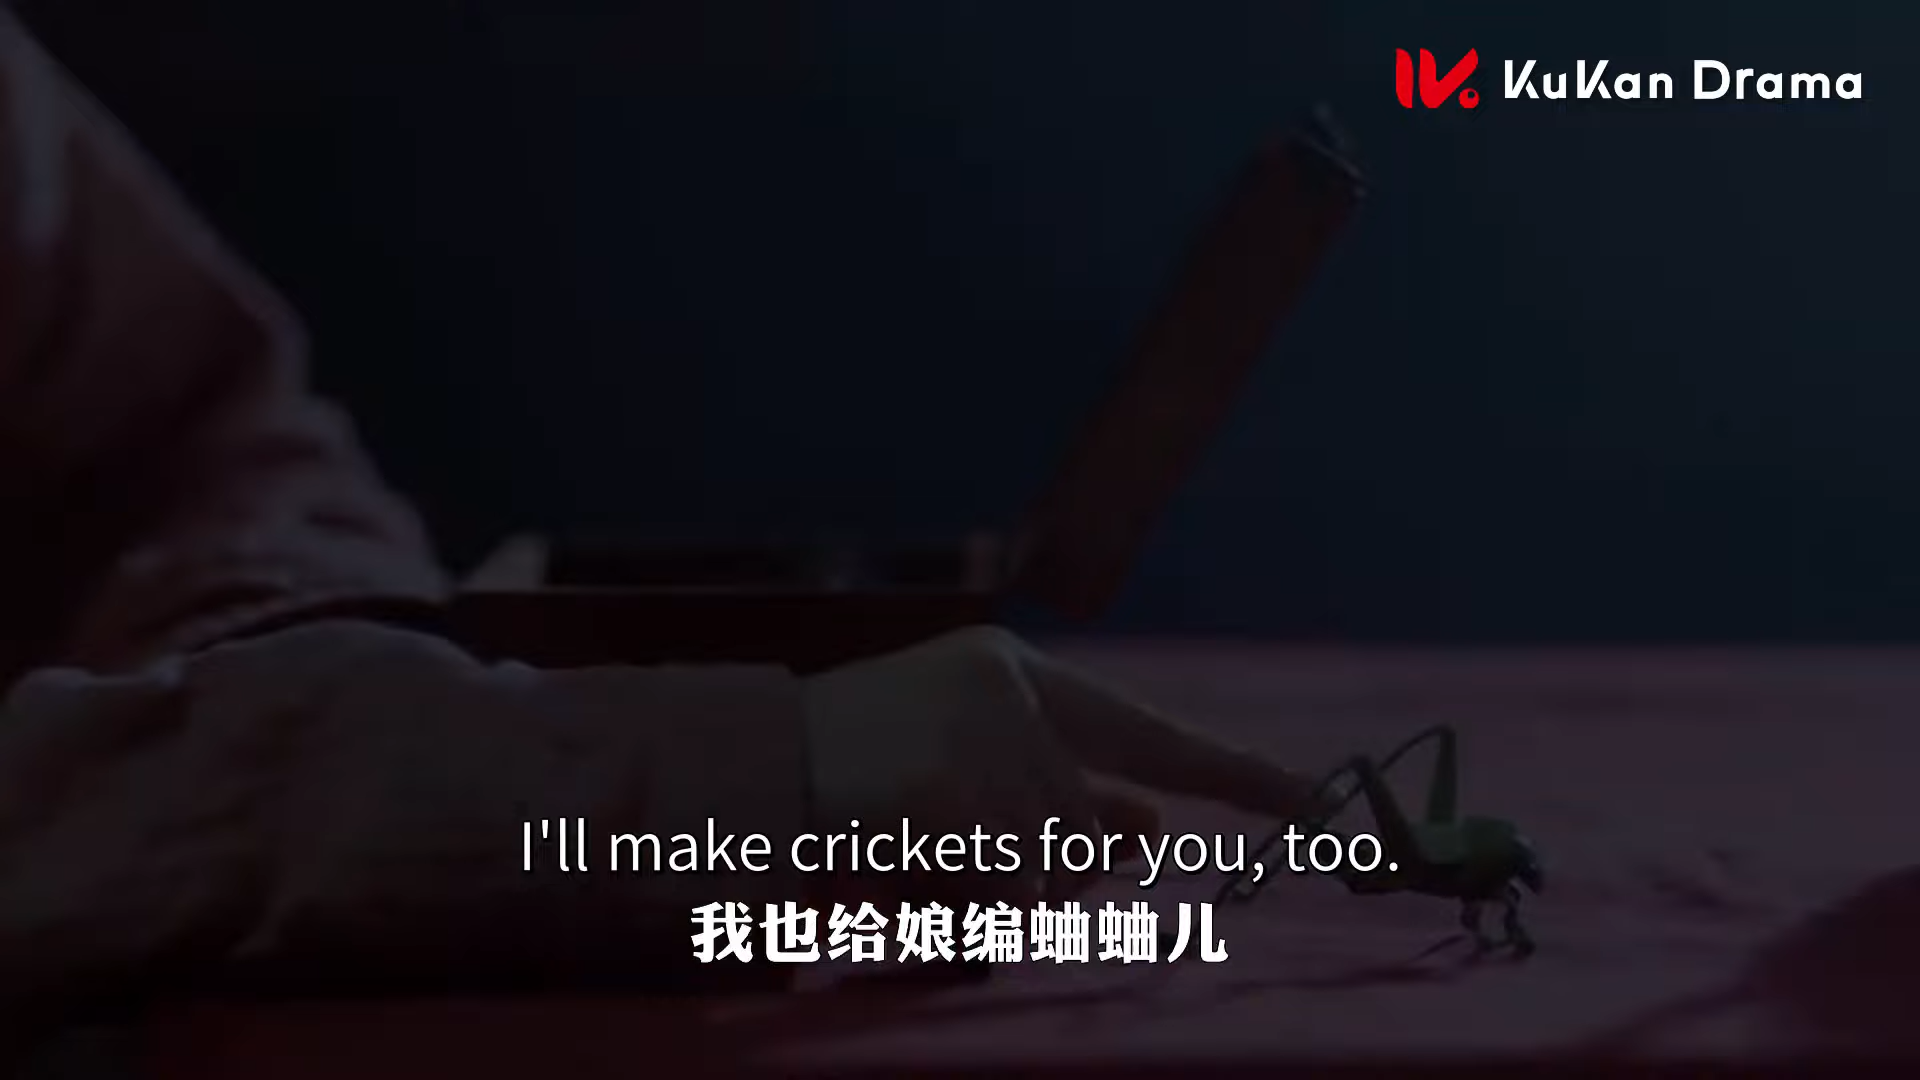 KuKan Drama
I'll make crickets for you, too.
我也给娘编蛐蛐儿